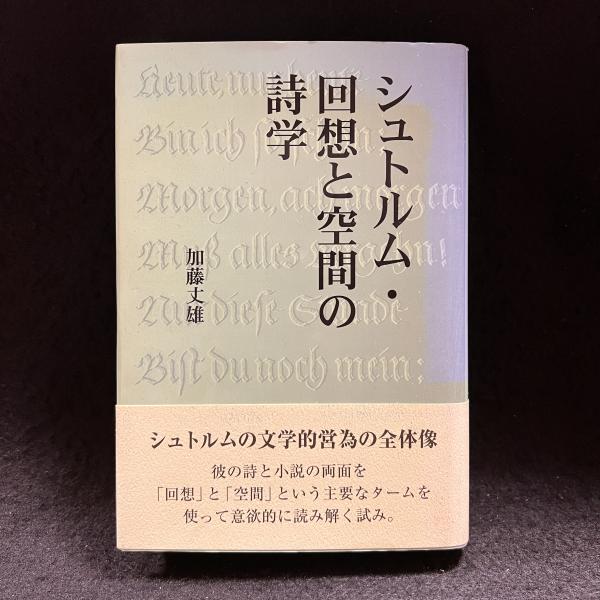 シュトルム・
回想と空間の
詩学
加藤丈雄
Heute, nur heute
Bin ich so schön;
Morgen, ach morgen
Muß alles vergehn!
Nur diese Stunde
Bist du noch mein;
シュトルムの文学的営為の全体像
彼の詩と小説の両面を
「回想」と「空間」という主要なタームを
使って意欲的に読み解く試み。